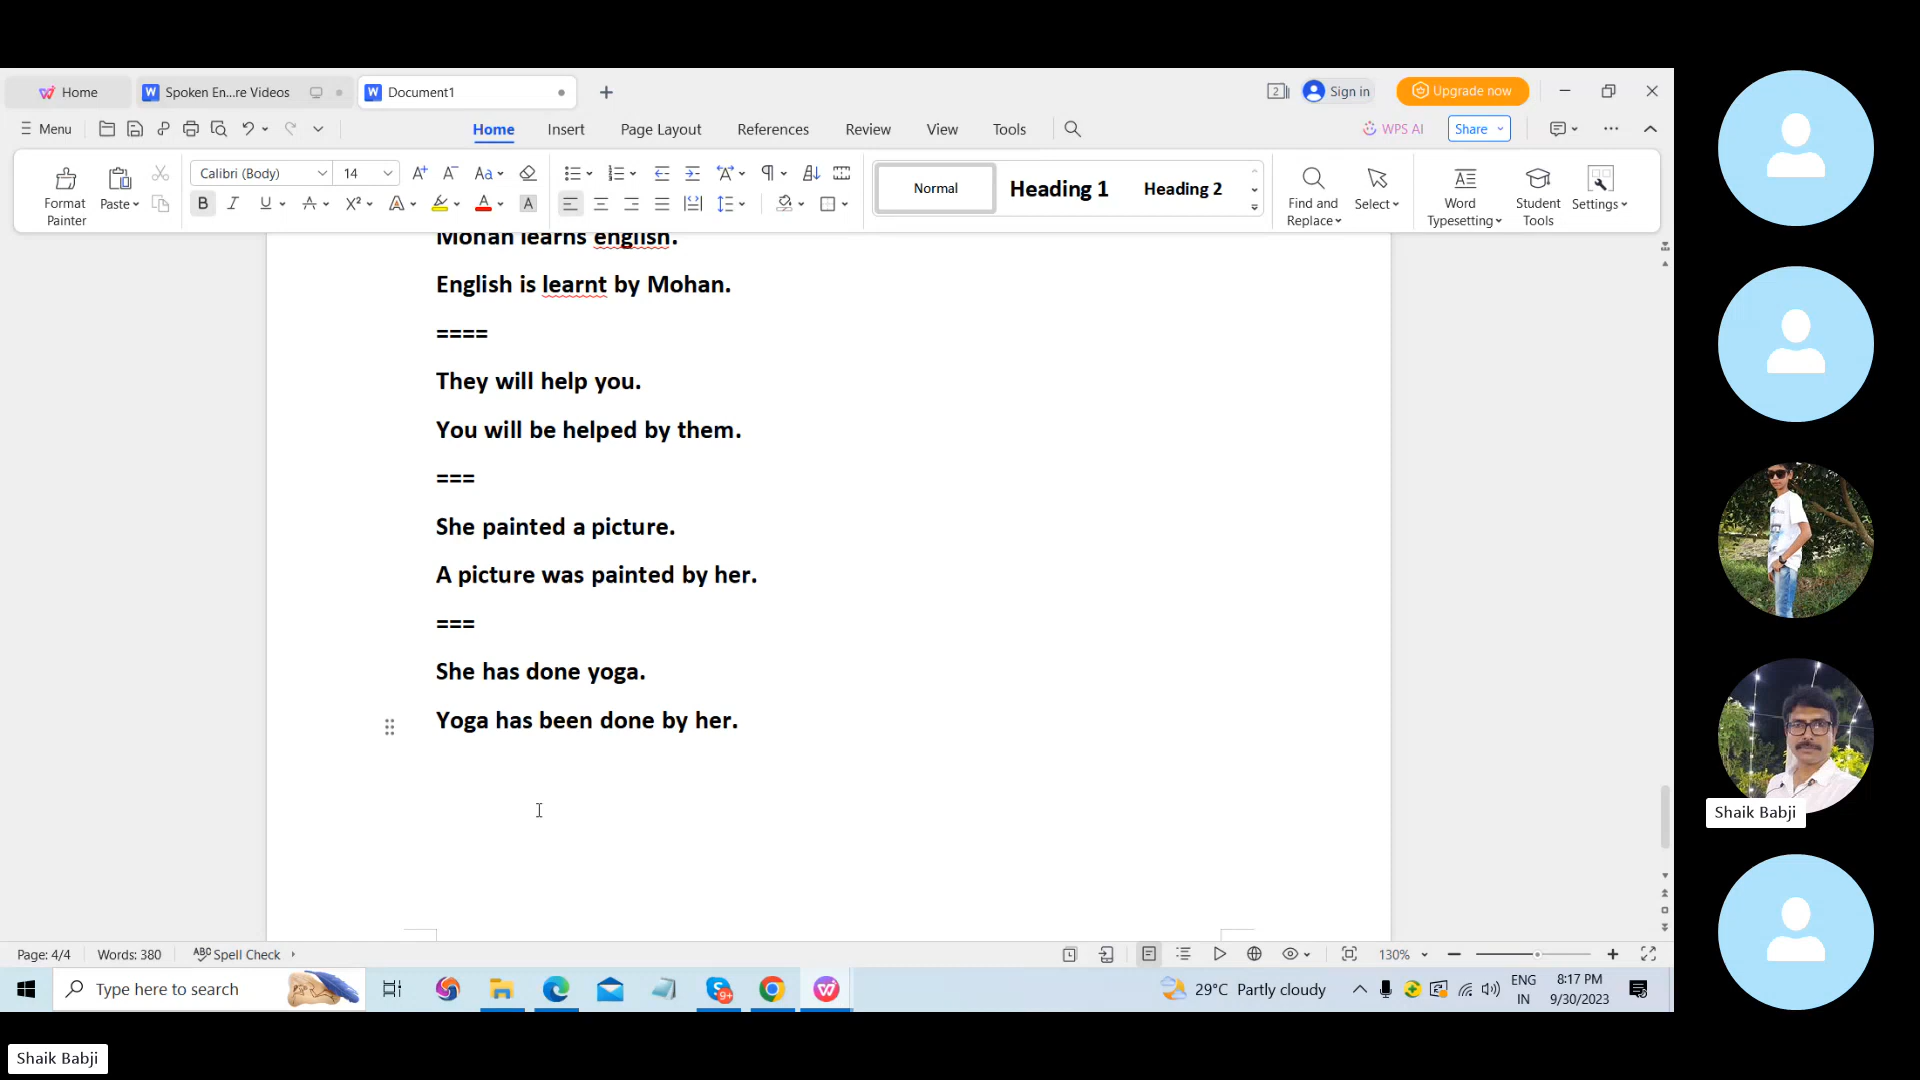 Home
Spoken En...re Videos
Document1
2
Sign in
Upgrade now
Menu
Home
Insert
Page Layout
References
Review
View
Tools
WPS AI
Share
Format Painter
Paste
Calibri (Body)
14
Normal
Heading 1
Heading 2
Find and Replace
Select
Word Typesetting
Student Tools
Settings
Mohan learns english.
English is learnt by Mohan.
====
They will help you.
You will be helped by them.
===
She painted a picture.
A picture was painted by her.
===
She has done yoga.
Yoga has been done by her.
Page: 4/4
Words: 380
Spell Check
130%
Type here to search
9+
29°C Partly cloudy
ENG
IN
8:17 PM
9/30/2023
Shaik Babji
Shaik Babji